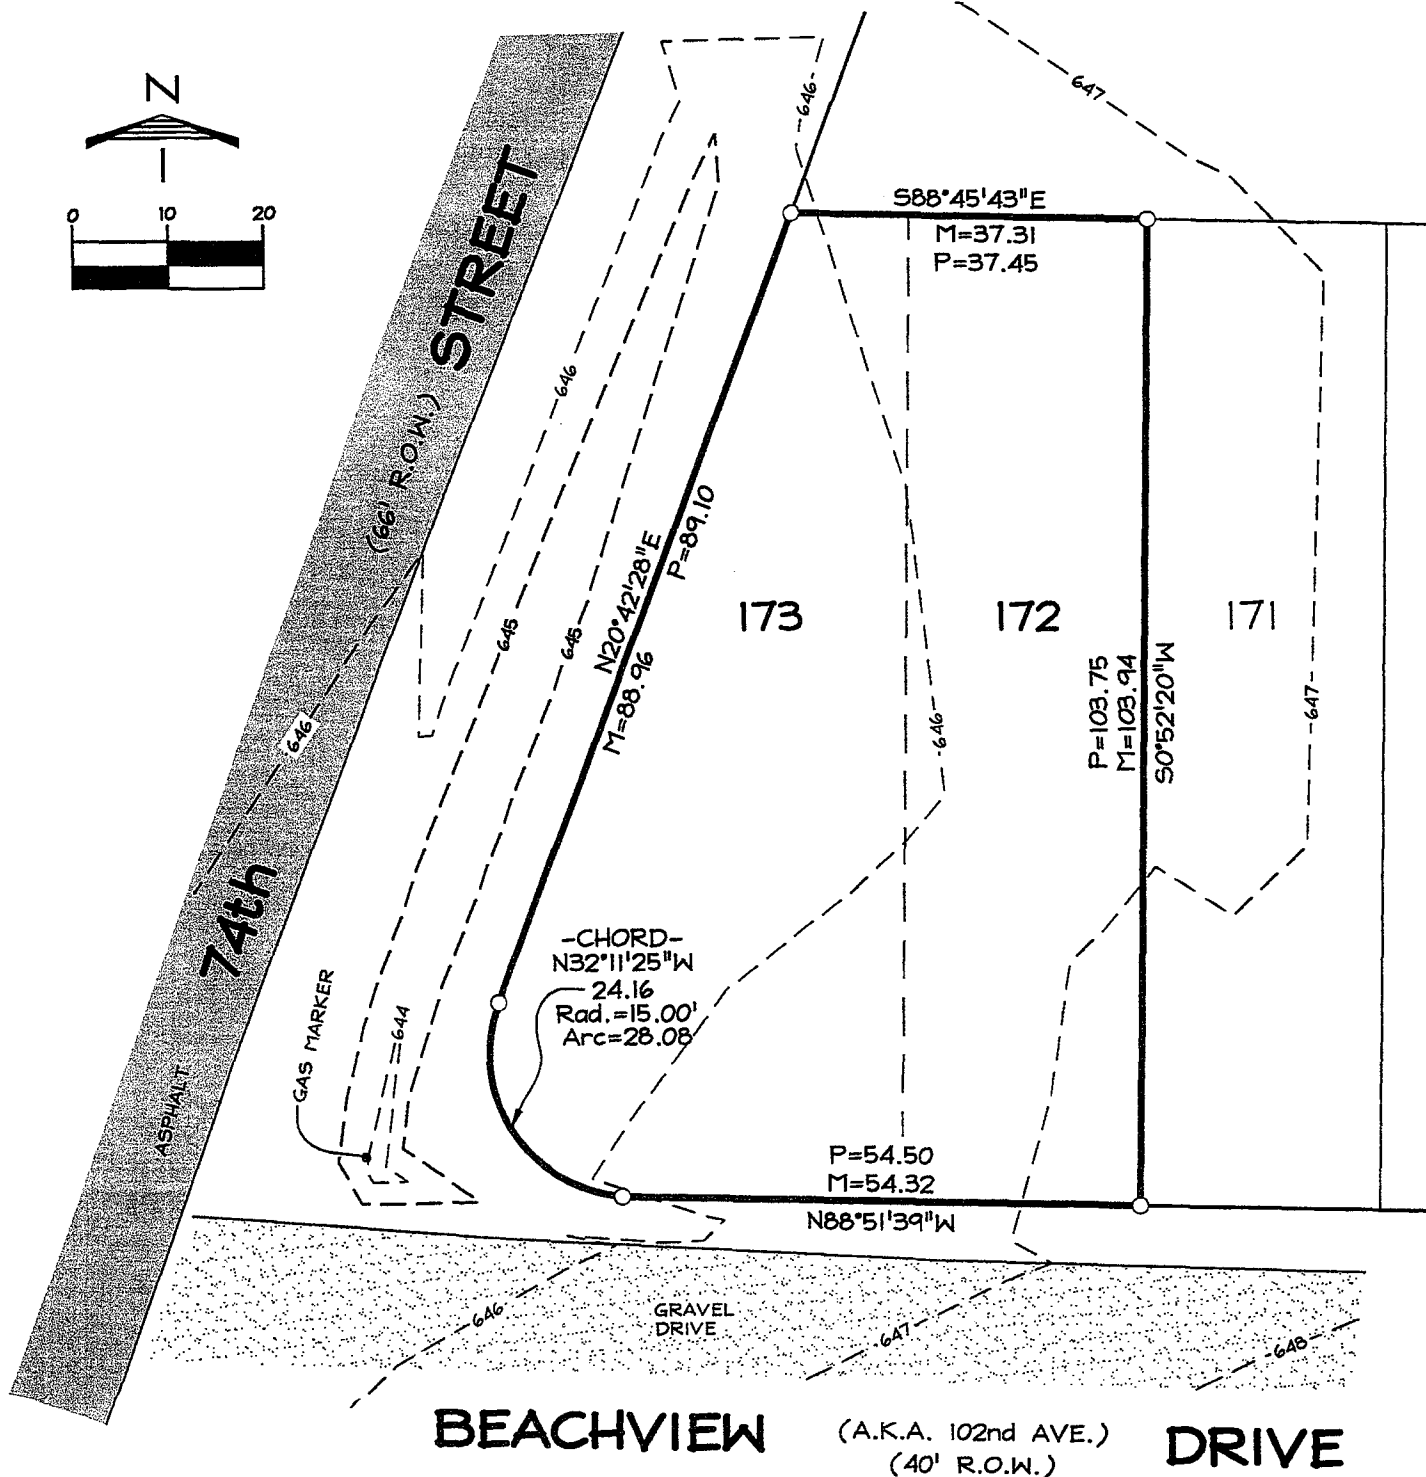 N
0 10 20
74th STREET
(66' R.O.W.)
ASPHALT
GAS MARKER
646
646
645
645
646
644
-646-
647
S88°45'43"E
M=37.31
P=37.45
N20°42'28"E
P=89.10
M=88.96
173
172
171
-646-
-647-
P=103.75
M=103.94
S0°52'20"W
-CHORD-
N32°11'25"W
24.16
Rad.=15.00'
Arc=28.08
P=54.50
M=54.32
N88°51'39"W
646
GRAVEL
DRIVE
-647-
-648-
BEACHVIEW DRIVE
(A.K.A. 102nd AVE.)
(40' R.O.W.)